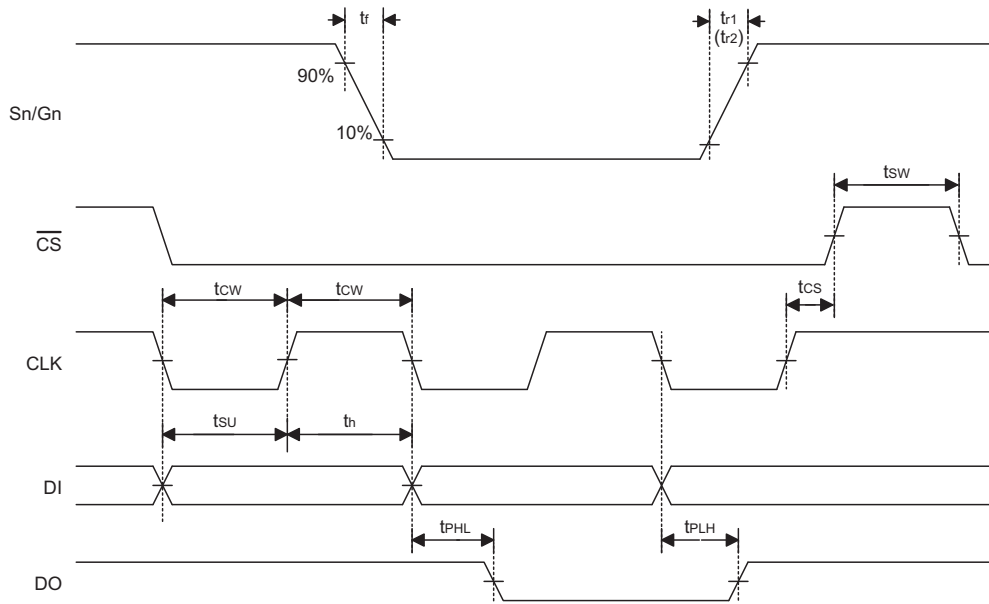 tf
tr1
(tr2)
90%
Sn/Gn
10%
tSW
CS
tCW tCW
tCS
CLK
tSU th
DI
tPHL tPLH
DO